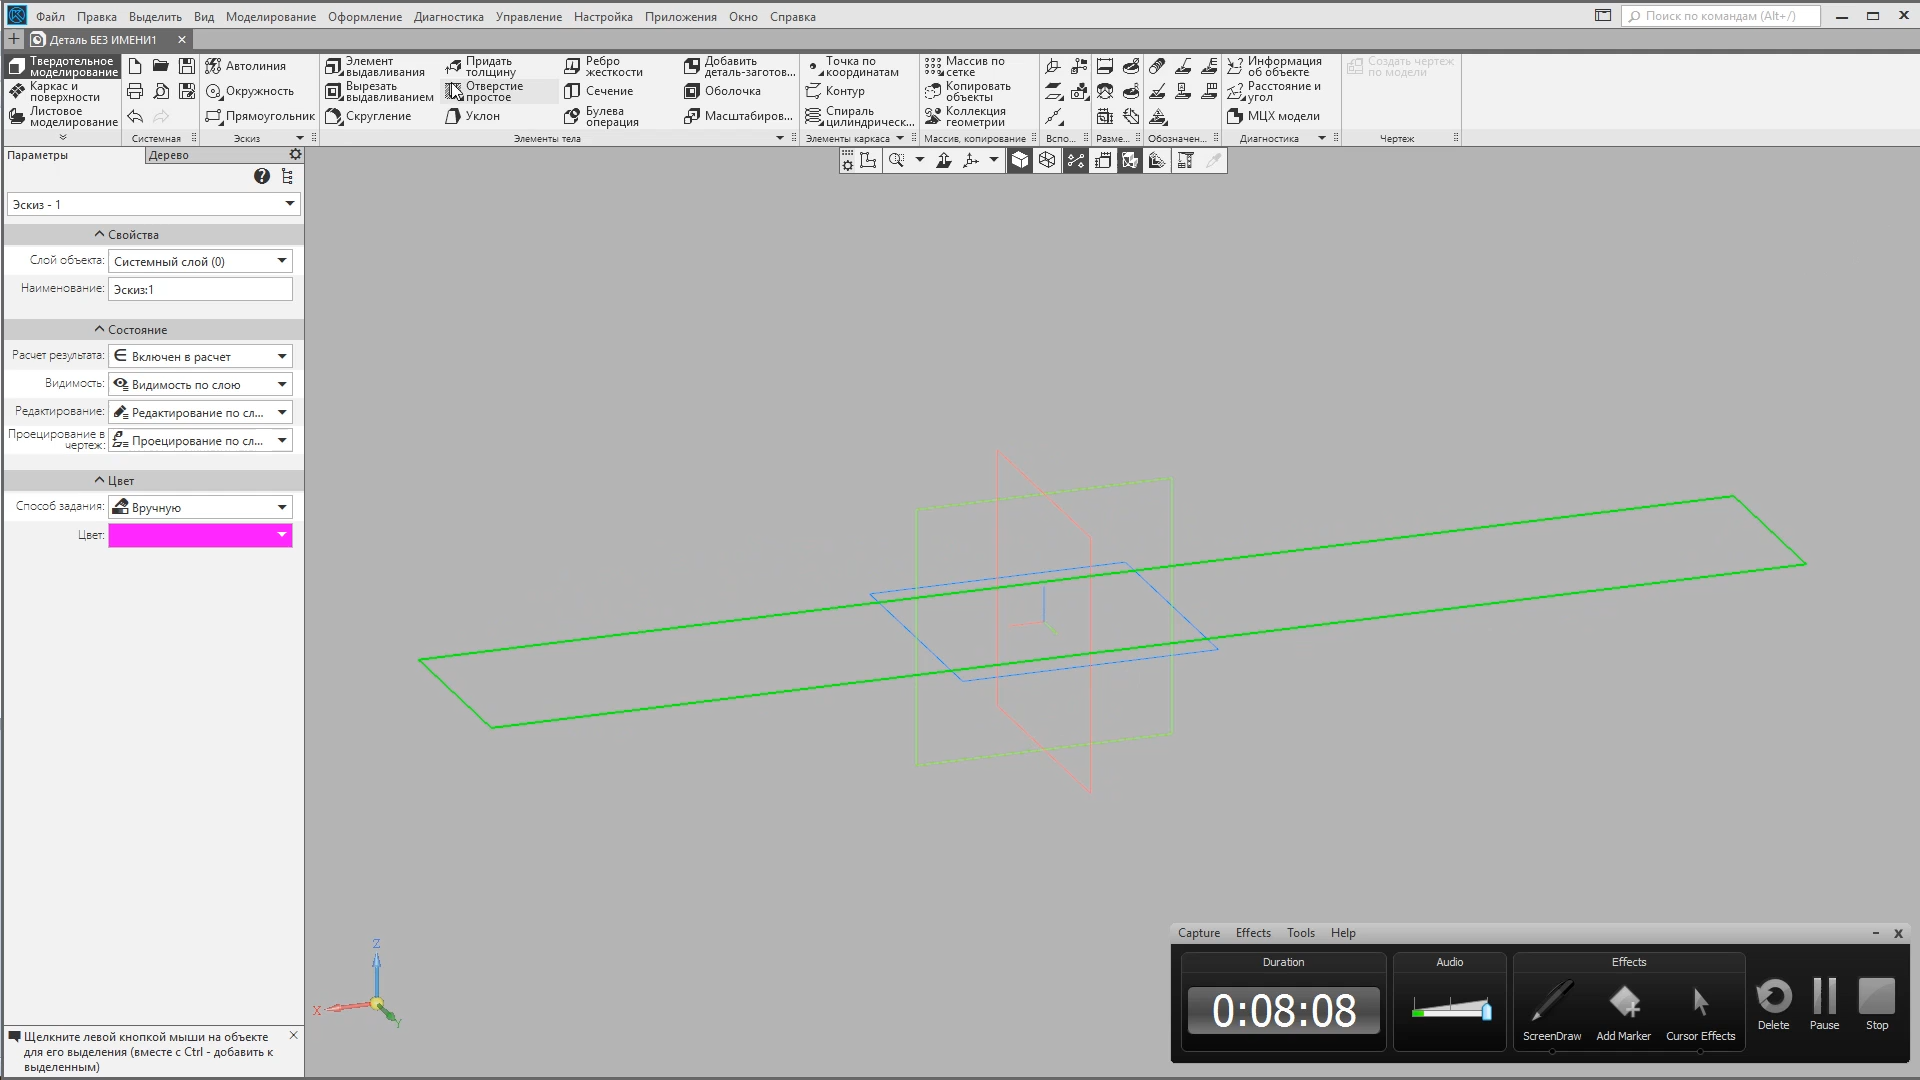 Файл Правка Выделить Вид Моделирование Оформление Диагностика Управление Настройка Приложения Окно Справка Поиск по командам (Alt+/)
Деталь БЕЗ ИМЕНИ1
Твердотельное моделирование
Каркас и поверхности
Листовое моделирование
Системная
Автолиния
Окружность
Прямоугольник
Эскиз
Элемент выдавливания
Вырезать выдавливанием
Скругление
Придать толщину
Отверстие простое
Уклон
Ребро жесткости
Сечение
Булева операция
Добавить деталь-заготов...
Оболочка
Масштабиров...
Элементы тела
Точка по координатам
Контур
Спираль цилиндрическ...
Элементы каркаса
Массив по сетке
Копировать объекты
Коллекция геометрии
Массив, копирование
Вспо...
Разме...
Обозначен...
Информация об объекте
Расстояние и угол
МЦХ модели
Диагностика
Создать чертеж по модели
Чертеж
Параметры
Дерево
Эскиз - 1
Свойства
Слой объекта: Системный слой (0)
Наименование: Эскиз:1
Состояние
Расчет результата: Включен в расчет
Видимость: Видимость по слою
Редактирование: Редактирование по сл...
Проецирование в чертеж: Проецирование по сл...
Цвет
Способ задания: Вручную
Цвет:
Z
X
Y
Щелкните левой кнопкой мыши на объекте
для его выделения (вместе с Ctrl - добавить к
выделенным)
Capture Effects Tools Help
Duration
0:08:08
Audio
Effects
ScreenDraw
Add Marker
Cursor Effects
Delete
Pause
Stop